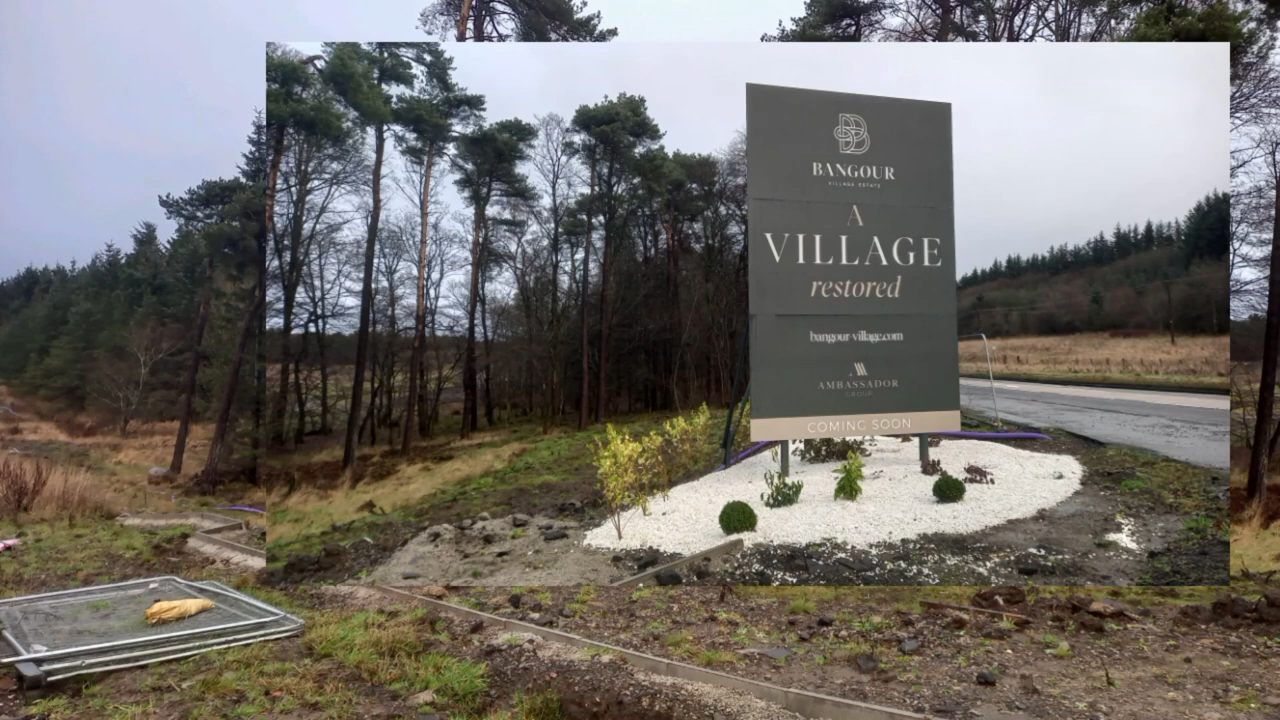 BANGOUR
VILLAGE ESTATE
A
VILLAGE
restored
bangour-village.com
AMBASSADOR
GROUP
COMING SOON